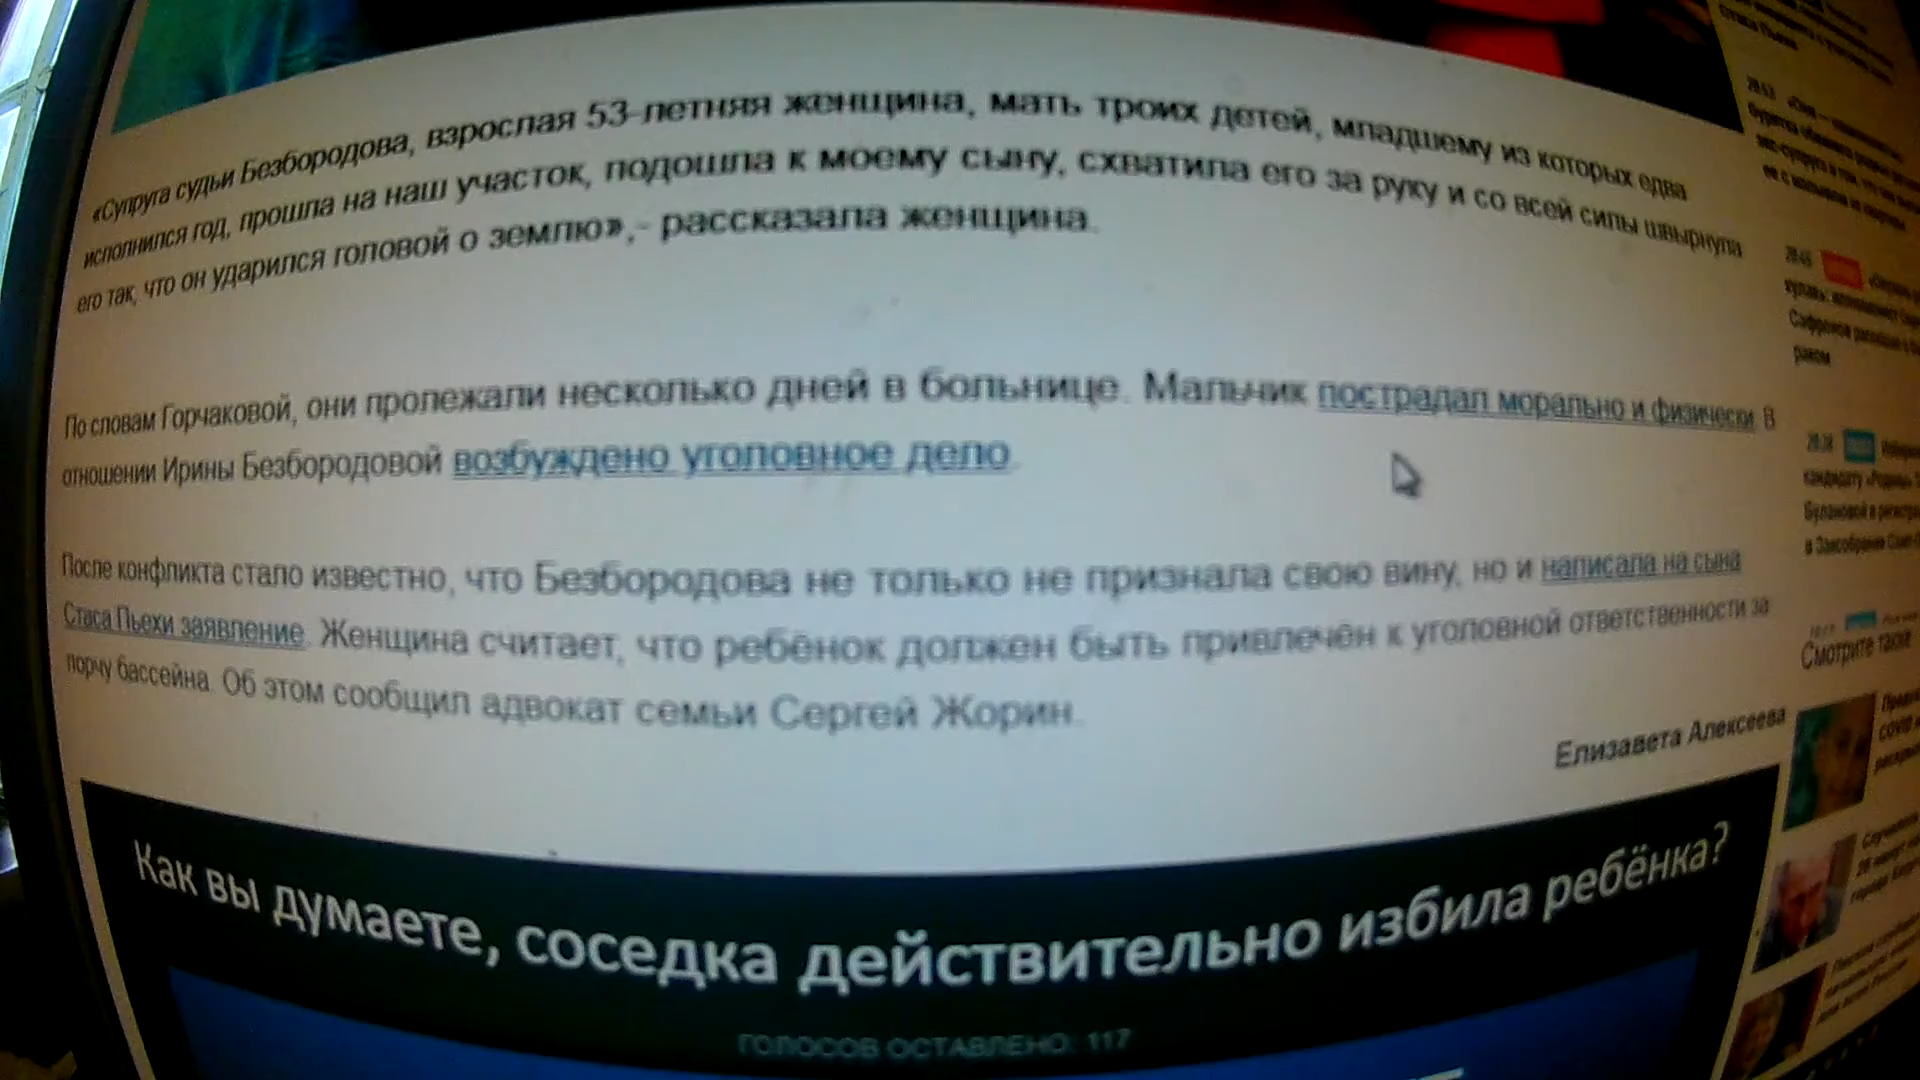 «Супруга судьи Безбородова, взрослая 53-летняя женщина, мать троих детей, младшему из которых едва
исполнился год, прошла на наш участок, подошла к моему сыну, схватила его за руку и со всей силы швырнула
его так, что он ударился головой о землю»,- рассказала женщина.
По словам Горчаковой, они пролежали несколько дней в больнице. Мальчик пострадал морально и физически. В
отношении Ирины Безбородовой возбуждено уголовное дело.
После конфликта стало известно, что Безбородова не только не признала свою вину, но и написала на сына
Стаса Пьехи заявление. Женщина считает, что ребёнок должен быть привлечён к уголовной ответственности за
порчу бассейна. Об этом сообщил адвокат семьи Сергей Жорин.
Елизавета Алексеева
Как вы думаете, соседка действительно избила ребёнка?
ГОЛОСОВ ОСТАВЛЕНО: 117
Смотрите также